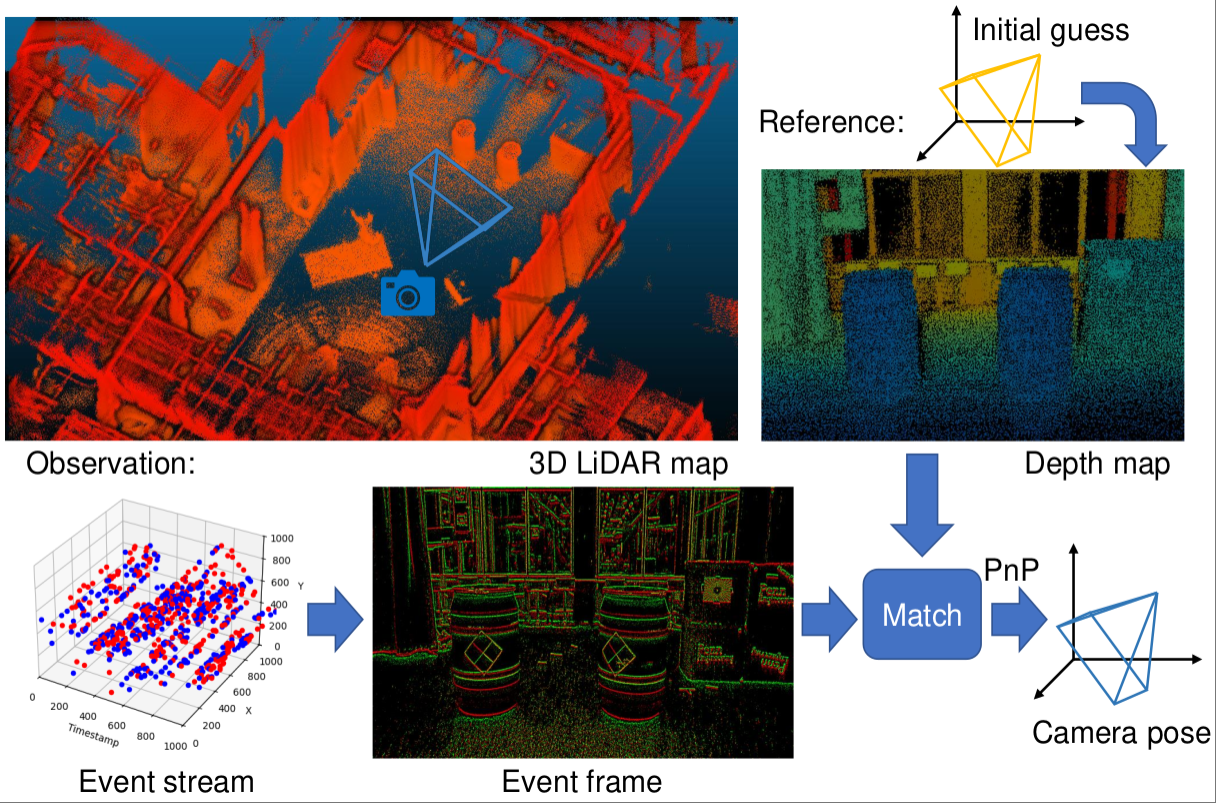 Initial guess
Reference:
Observation:
3D LiDAR map
Depth map
1000
800
600
Y
400
200
0
1000
800
600
X
400
200
0
0
200
400
600
800
1000
Timestamp
Match
PnP
Camera pose
Event stream
Event frame